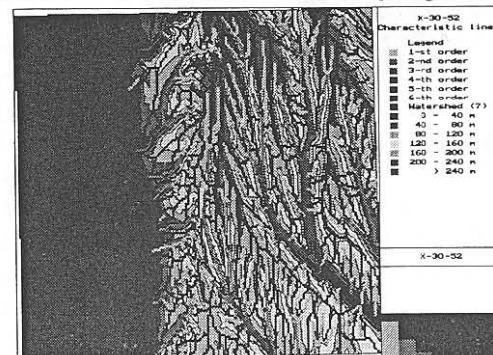 X-30-52
Characteristic line
Legend
1-st order
2-nd order
3-rd order
4-th order
5-th order
6-th order
Watershed (7)
0 - 40 m
40 - 80 m
80 - 120 m
120 - 160 m
160 - 200 m
200 - 240 m
> 240 m
X-30-52